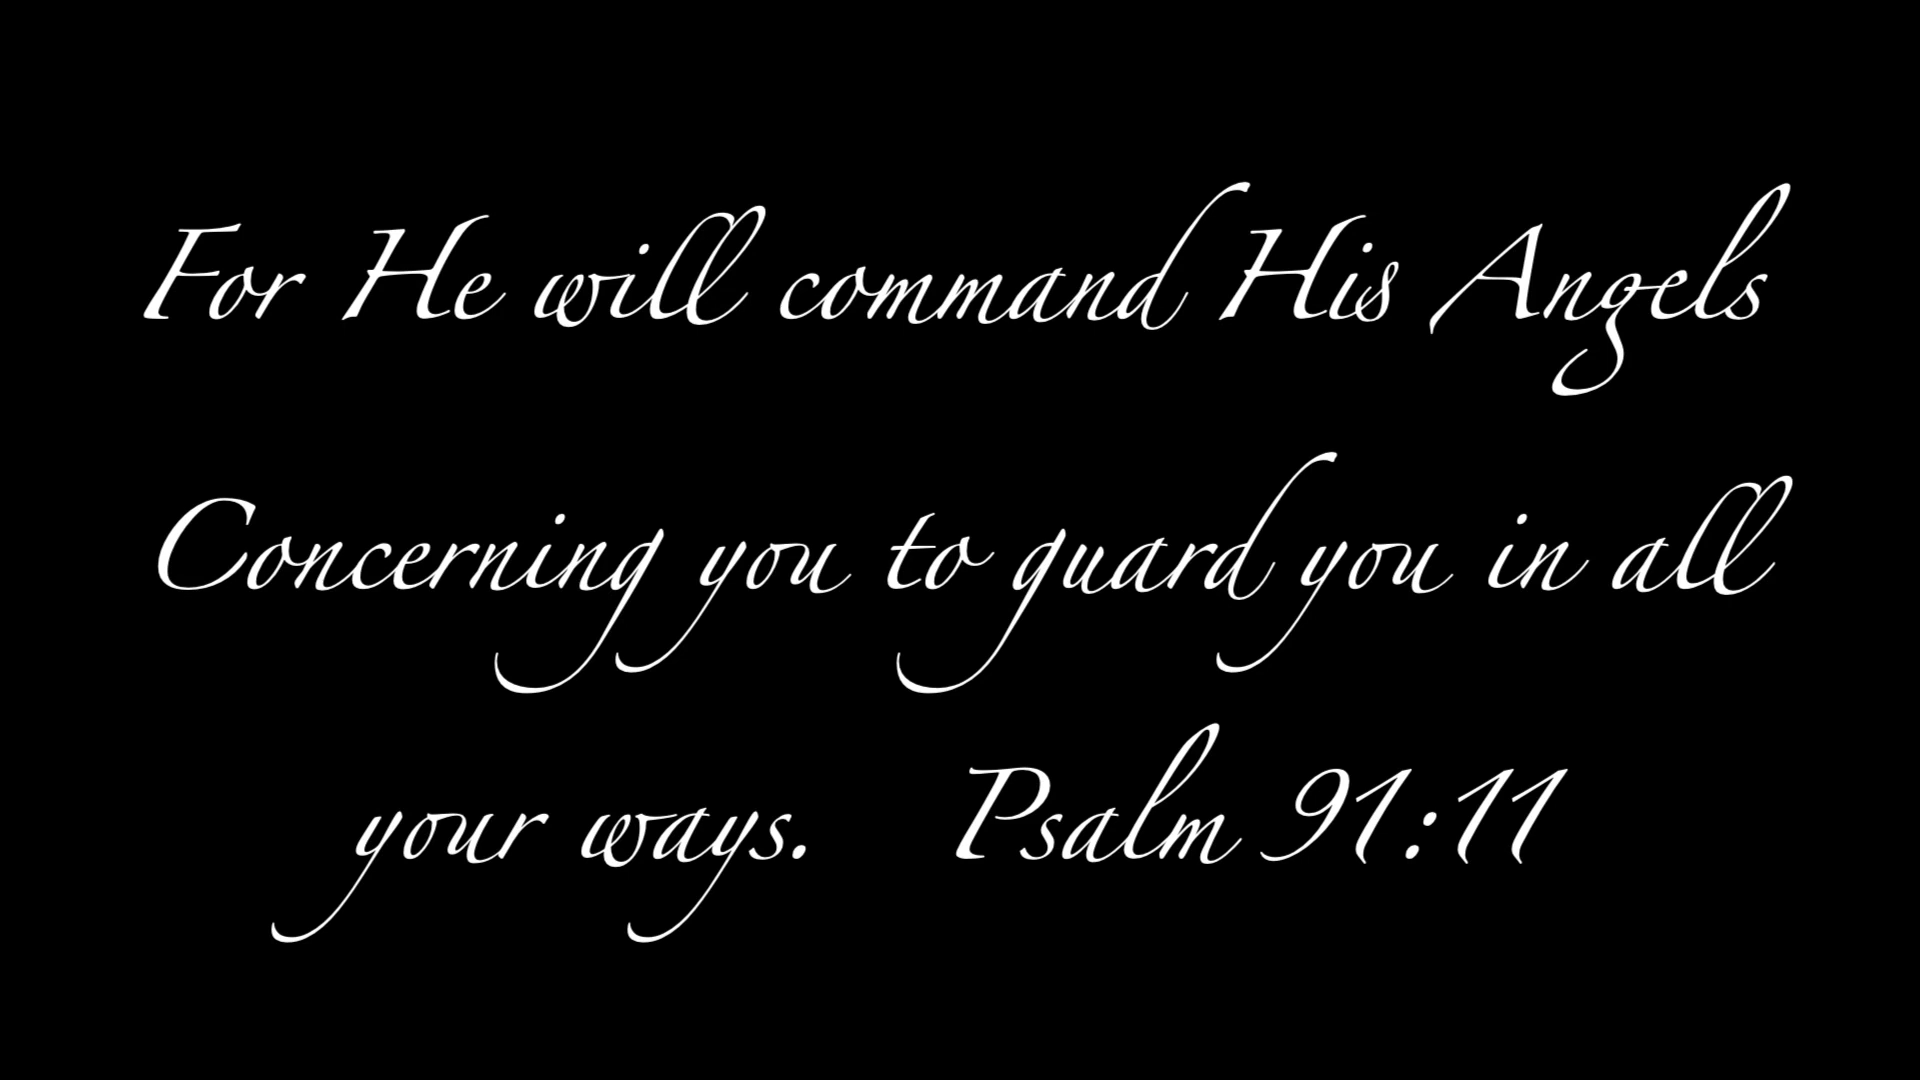 For He will command His Angels
Concerning you to guard you in all
your ways. Psalm 91:11